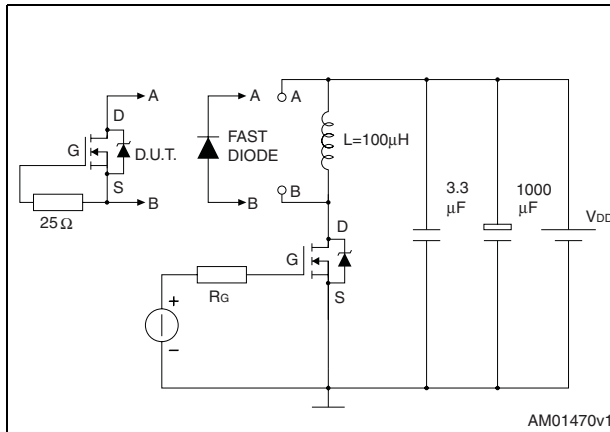 A
D
G
D.U.T.
S
B
25 Ω
A
FAST
DIODE
B
A
L=100μH
B
D
G
S
RG
+
–
3.3
μF
1000
μF
VDD
AM01470v1